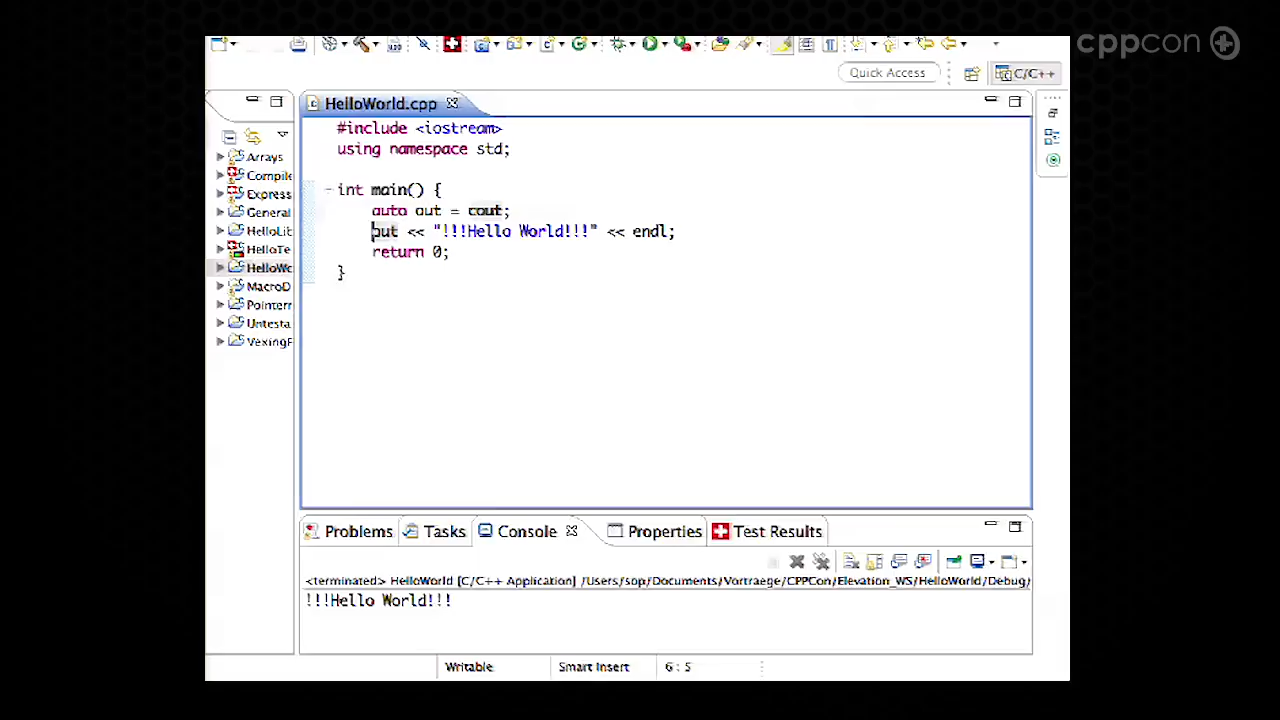 cppcon
Quick Access
C/C++
HelloWorld.cpp
Arrays
Compile
Express
General
HelloLit
HelloTe
HelloWo
MacroD
Pointerr
Untesta
VexingF
#include <iostream>
using namespace std;
int main() {
auto out = cout;
out << "!!!Hello World!!!" << endl;
return 0;
}
Problems
Tasks
Console
Properties
Test Results
<terminated> HelloWorld [C/C++ Application] /Users/sop/Documents/Vortraege/CPPCon/Elevation_WS/HelloWorld/Debug/
!!!Hello World!!!
Writable
Smart Insert
6 : 5